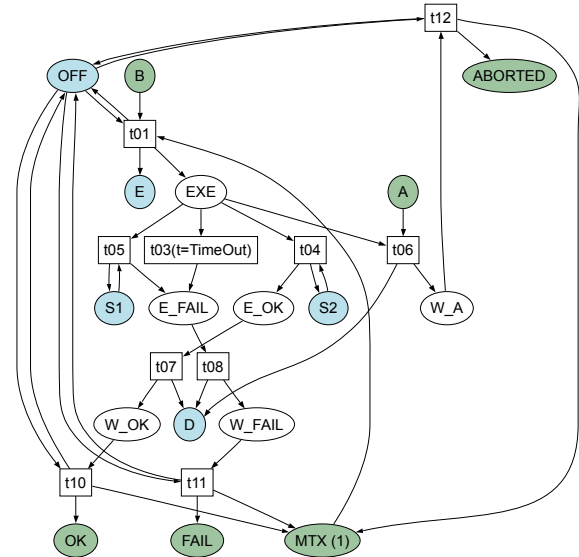 t12
OFF
B
ABORTED
t01
E
EXE
A
t05
t03(t=TimeOut)
t04
t06
S1
E_FAIL
E_OK
S2
W_A
t07
t08
W_OK
D
W_FAIL
t10
t11
OK
FAIL
MTX (1)